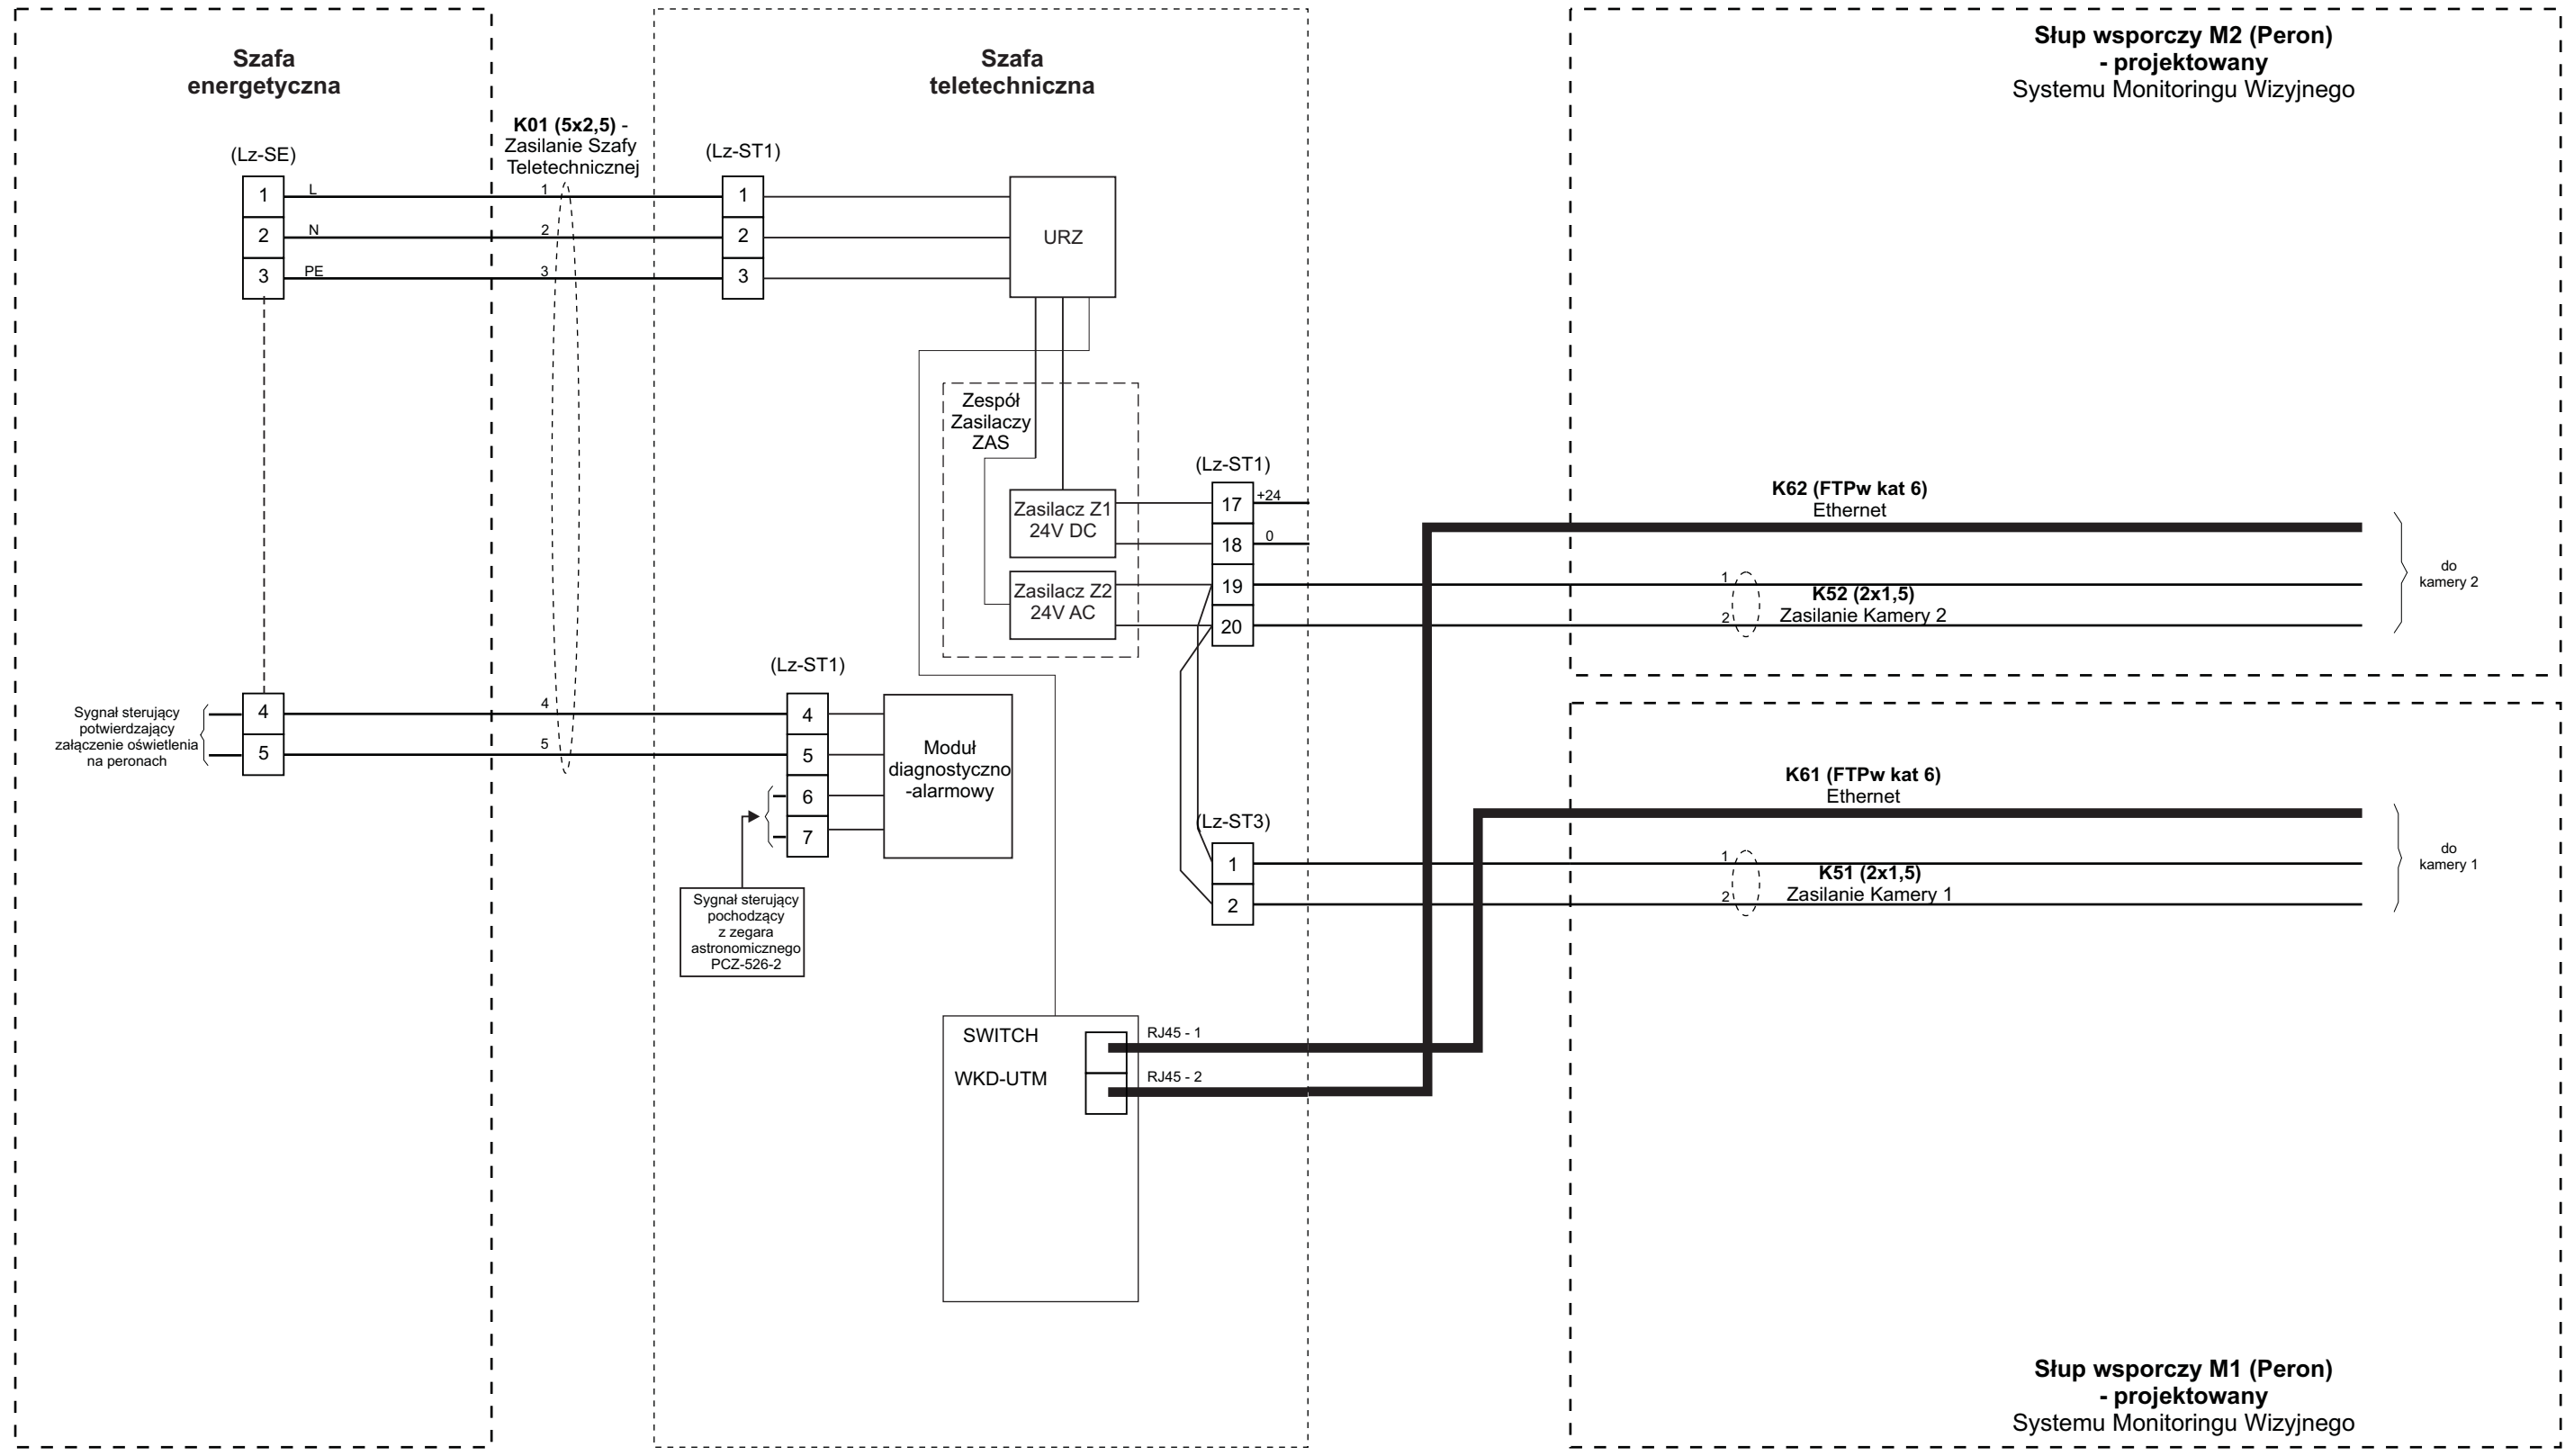 Szafa
energetyczna
(Lz-SE)
1
L
2
N
3
PE
Sygnał sterujący
potwierdzający
załączenie oświetlenia
na peronach
4
5
K01 (5x2,5) -
Zasilanie Szafy
Teletechnicznej
1
2
3
4
5
Szafa
teletechniczna
(Lz-ST1)
1
2
3
URZ
Zespół
Zasilaczy
ZAS
Zasilacz Z1
24V DC
Zasilacz Z2
24V AC
(Lz-ST1)
17
+24
18
0
19
20
(Lz-ST1)
4
5
6
7
Moduł
diagnostyczno
-alarmowy
Sygnał sterujący
pochodzący
z zegara
astronomicznego
PCZ-526-2
(Lz-ST3)
1
2
SWITCH
WKD-UTM
RJ45 - 1
RJ45 - 2
Słup wsporczy M2 (Peron)
- projektowany
Systemu Monitoringu Wizyjnego
K62 (FTPw kat 6)
Ethernet
1
K52 (2x1,5)
2
Zasilanie Kamery 2
do
kamery 2
K61 (FTPw kat 6)
Ethernet
1
K51 (2x1,5)
2
Zasilanie Kamery 1
do
kamery 1
Słup wsporczy M1 (Peron)
- projektowany
Systemu Monitoringu Wizyjnego